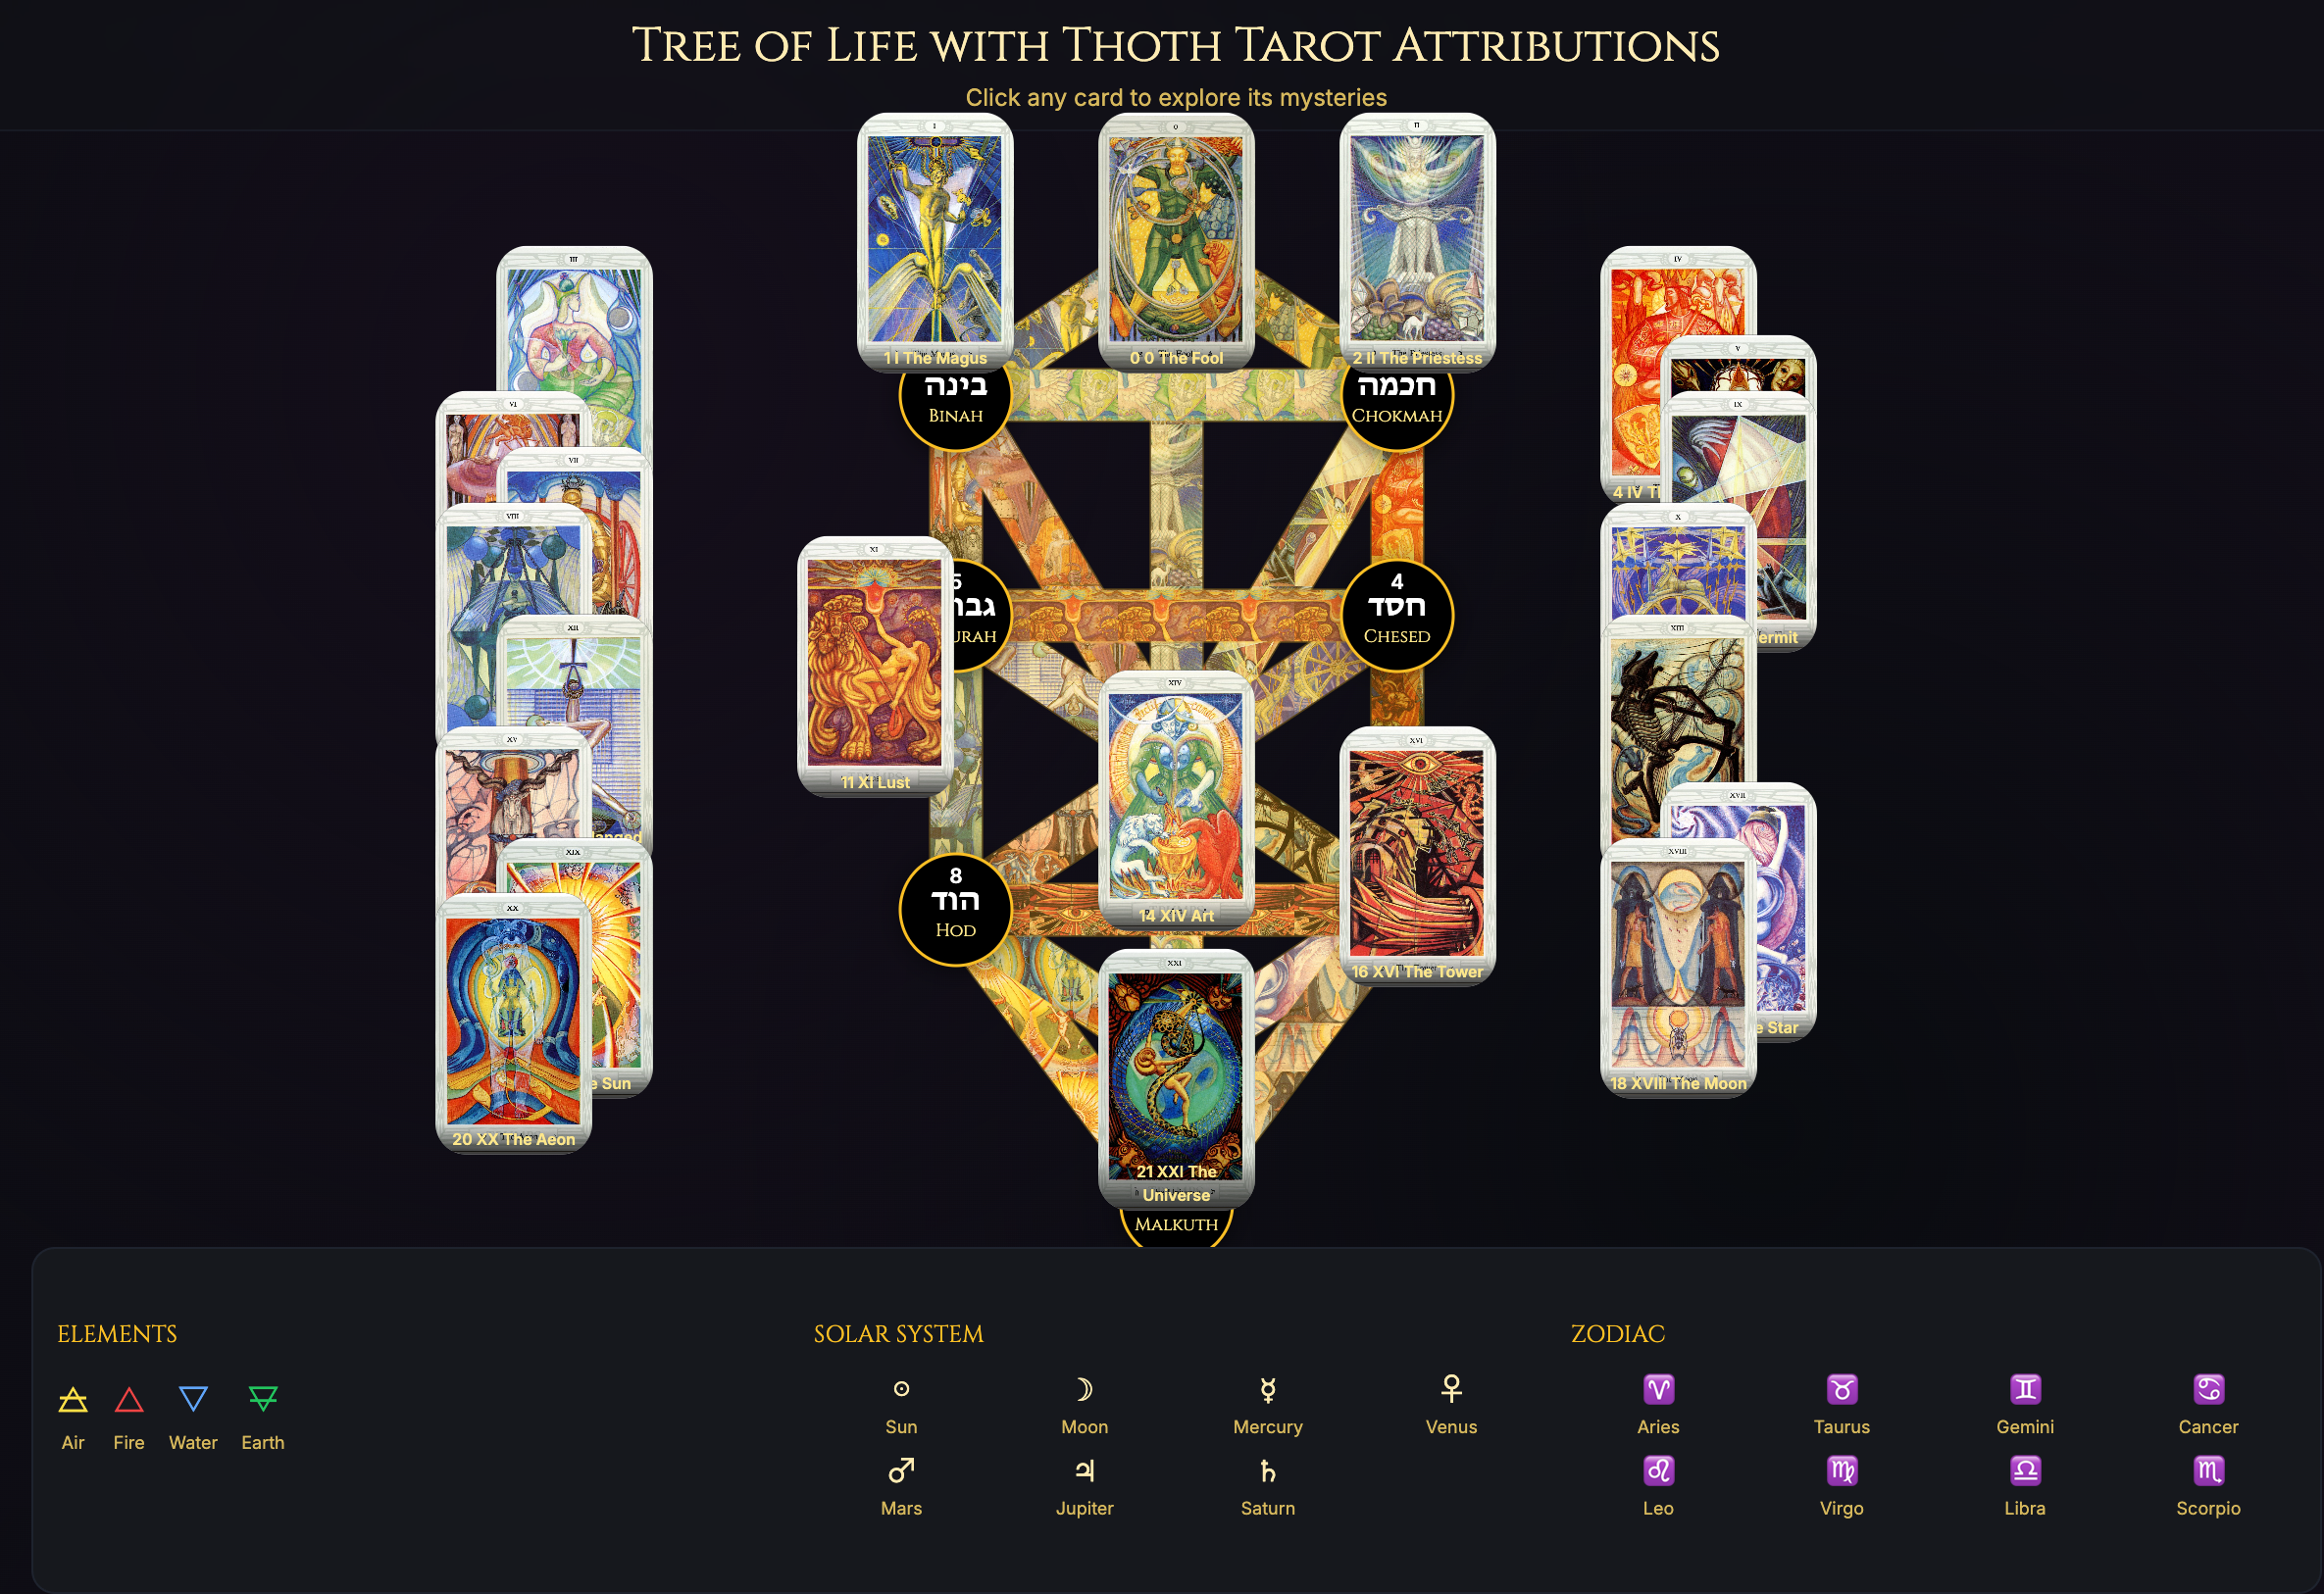 Tree of Life with Thoth Tarot Attributions
Click any card to explore its mysteries
I
0
II
1 I The Magus
0 0 The Fool
2 II The Priestess
בינה
Binah
חכמה
Chokmah
III
IV
V
VI
IX
4 IV
VII
VIII
X
XI
5
4
חסד
Chesed
XII
XIII
11 XI Lust
XIV
XVI
XV
XVII
XIX
XVIII
8
הוד
Hod
14 XIV Art
XX
XXI
16 XVI The Tower
Star
Sun
18 XVIII The Moon
20 XX The Aeon
21 XXI The
Universe
Malkuth
ELEMENTS
SOLAR SYSTEM
ZODIAC
Air
Fire
Water
Earth
Sun
Moon
Mercury
Venus
Aries
Taurus
Gemini
Cancer
Mars
Jupiter
Saturn
Leo
Virgo
Libra
Scorpio